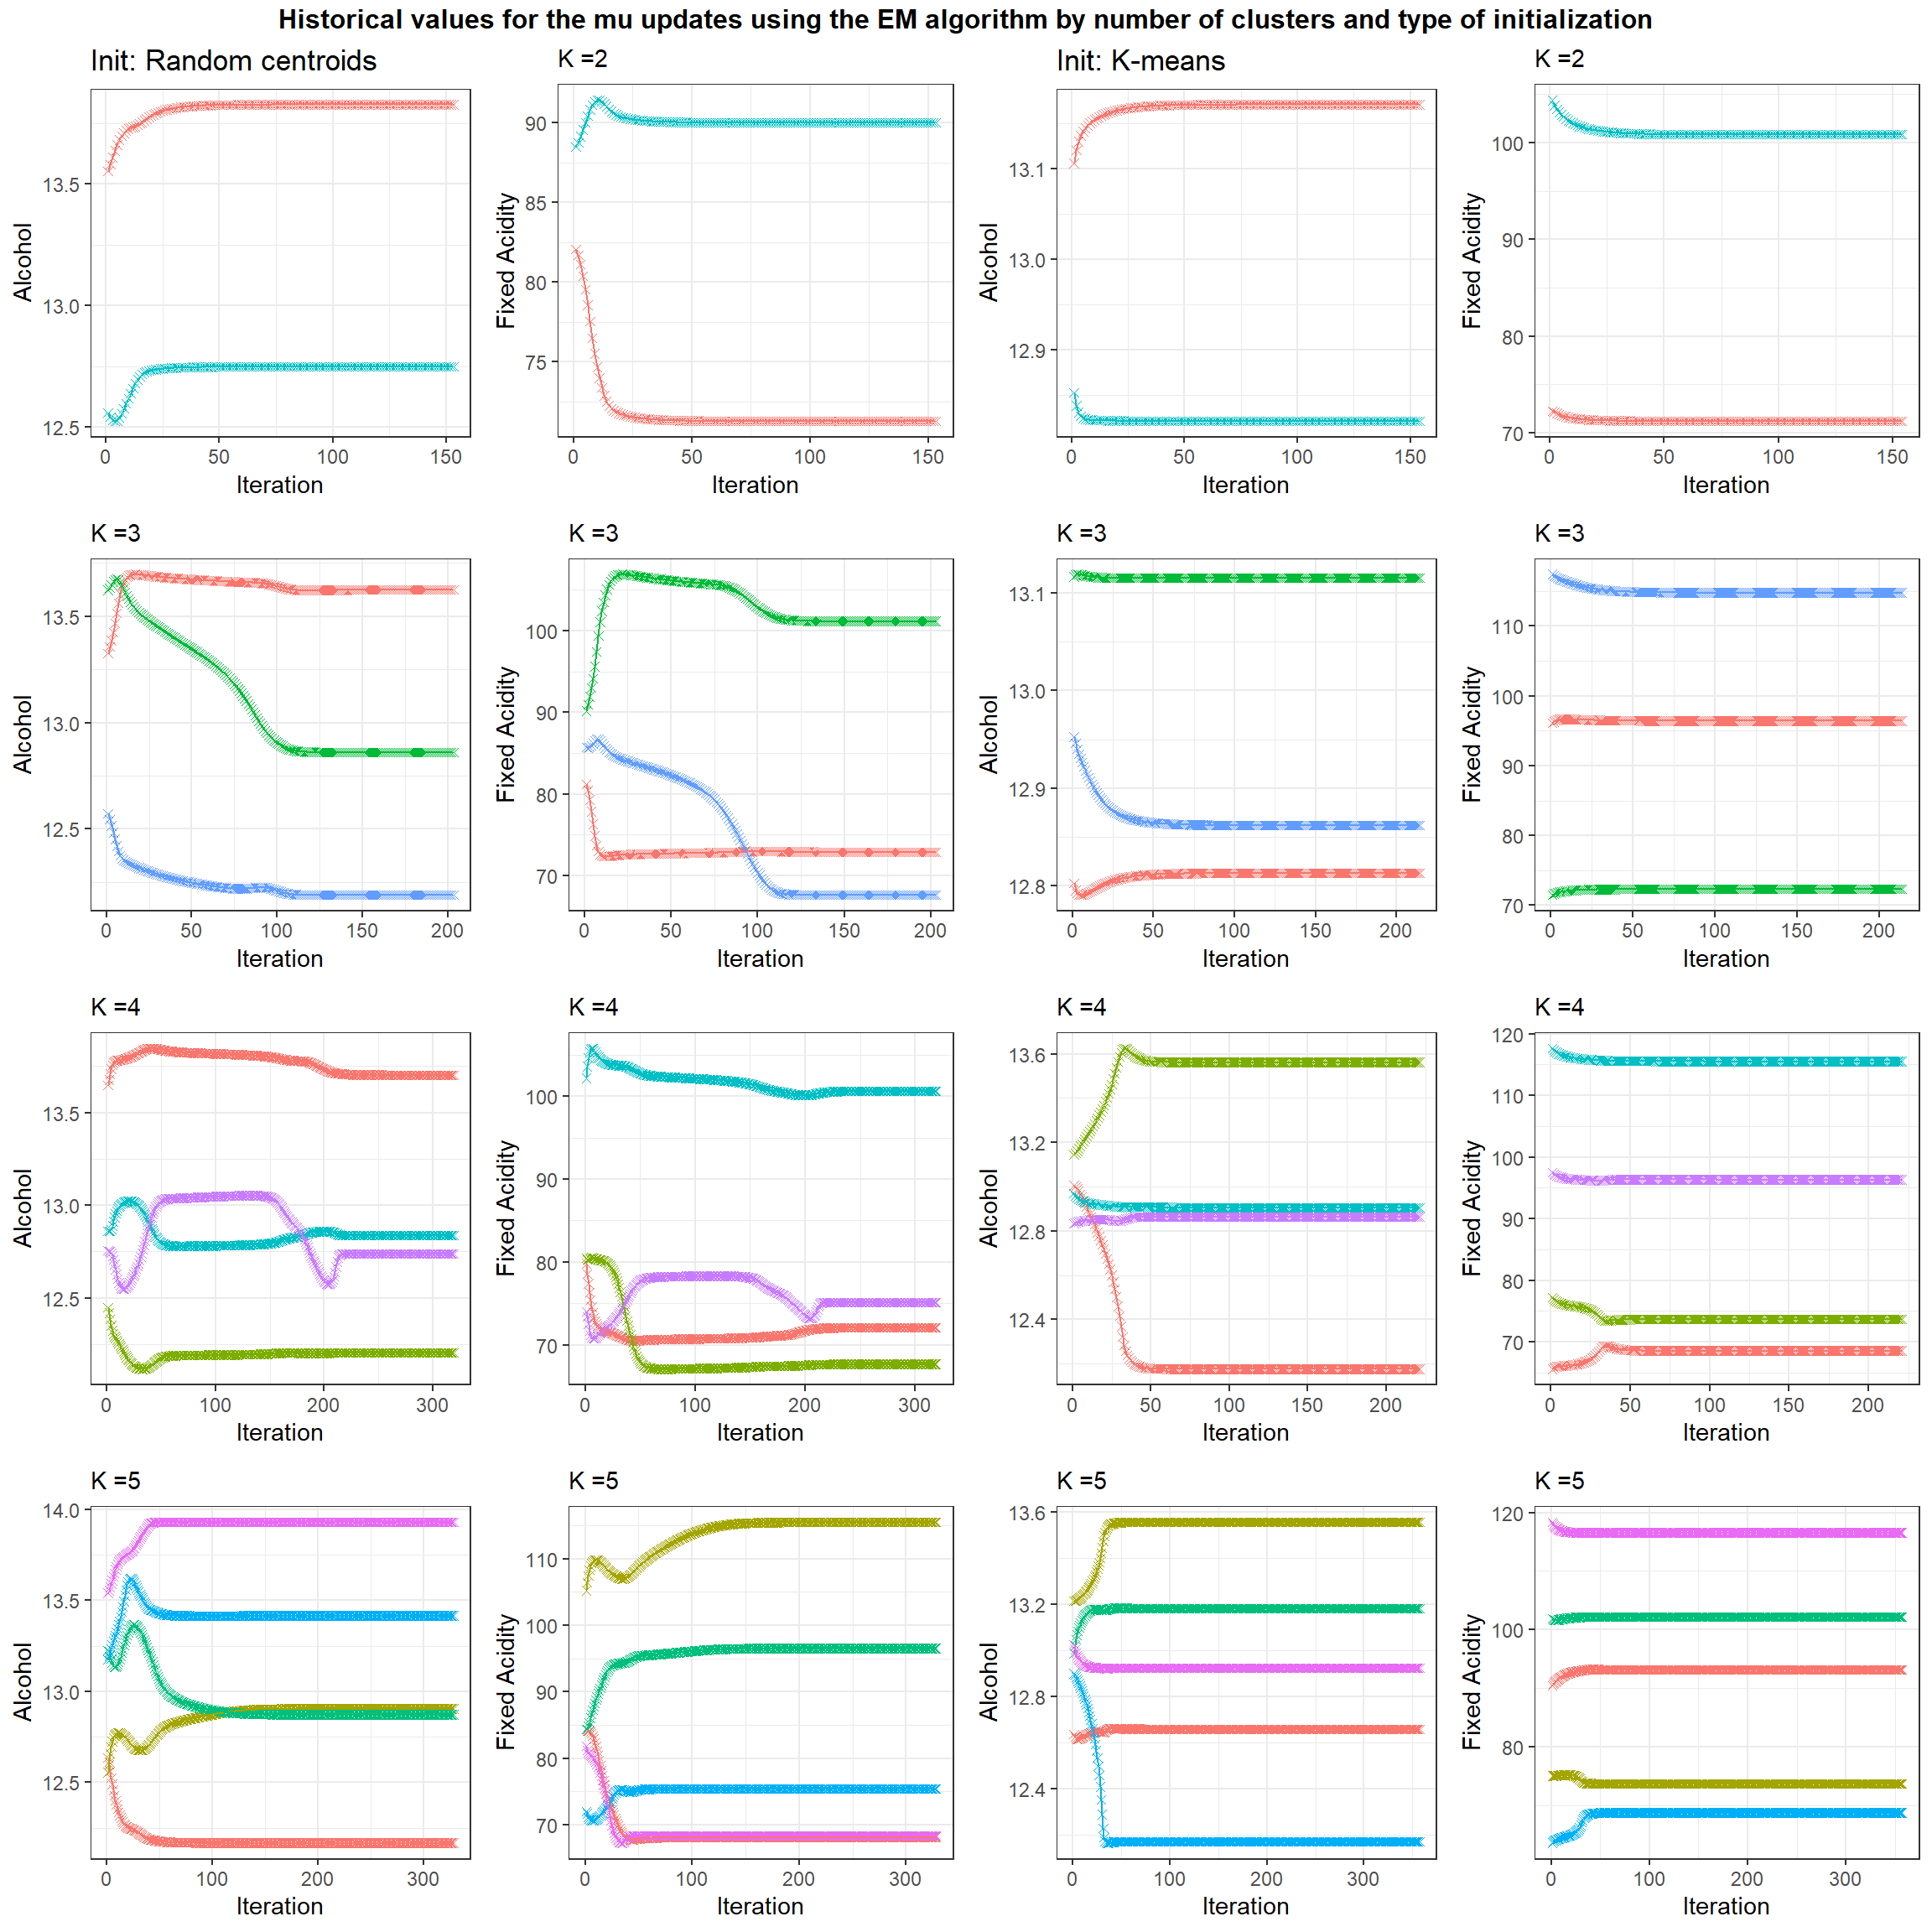 Historical values for the mu updates using the EM algorithm by number of clusters and type of initialization
Init: Random centroids
K =2
Init: K-means
K =2
13.5
13.0
12.5
Alcohol
0 50 100 150
Iteration
90
85
80
75
Fixed Acidity
0 50 100 150
Iteration
13.1
13.0
12.9
Alcohol
0 50 100 150
Iteration
100
90
80
70
Fixed Acidity
0 50 100 150
Iteration
K =3
K =3
K =3
K =3
13.5
13.0
12.5
Alcohol
0 50 100 150 200
Iteration
100
90
80
70
Fixed Acidity
0 50 100 150 200
Iteration
13.1
13.0
12.9
12.8
Alcohol
0 50 100 150 200
Iteration
110
100
90
80
70
Fixed Acidity
0 50 100 150 200
Iteration
K =4
K =4
K =4
K =4
13.5
13.0
12.5
Alcohol
0 100 200 300
Iteration
100
90
80
70
Fixed Acidity
0 100 200 300
Iteration
13.6
13.2
12.8
12.4
Alcohol
0 50 100 150 200
Iteration
120
110
100
90
80
70
Fixed Acidity
0 50 100 150 200
Iteration
K =5
K =5
K =5
K =5
14.0
13.5
13.0
12.5
Alcohol
0 100 200 300
Iteration
110
100
90
80
70
Fixed Acidity
0 100 200 300
Iteration
13.6
13.2
12.8
12.4
Alcohol
0 100 200 300
Iteration
120
100
80
Fixed Acidity
0 100 200 300
Iteration